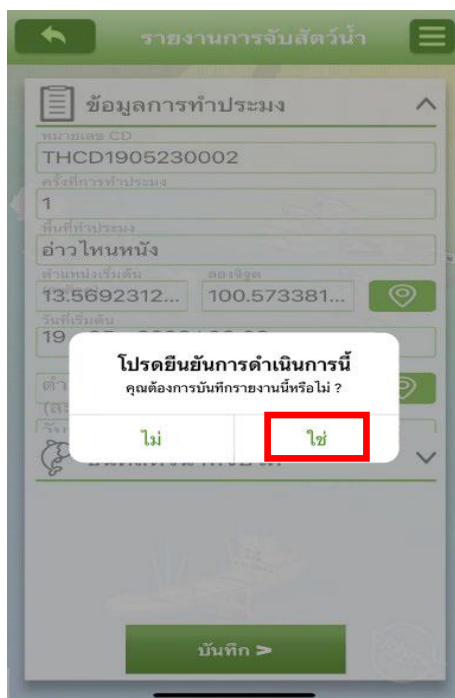 รายงานการจับสัตว์น้ำ
ข้อมูลการทำประมง
หมายเลข CD
THCD1905230002
ครั้งที่การทำประมง
1
พื้นที่ทำประมง
อ่าวไหนหนัง
ตำแหน่งเริ่มต้น ลองจิจูด
13.5692312... 100.573381...
วันที่เริ่มต้น
19
โปรดยืนยันการดำเนินการนี้
คุณต้องการบันทึกรายงานนี้หรือไม่ ?
ไม่ ใช่
บันทึก >